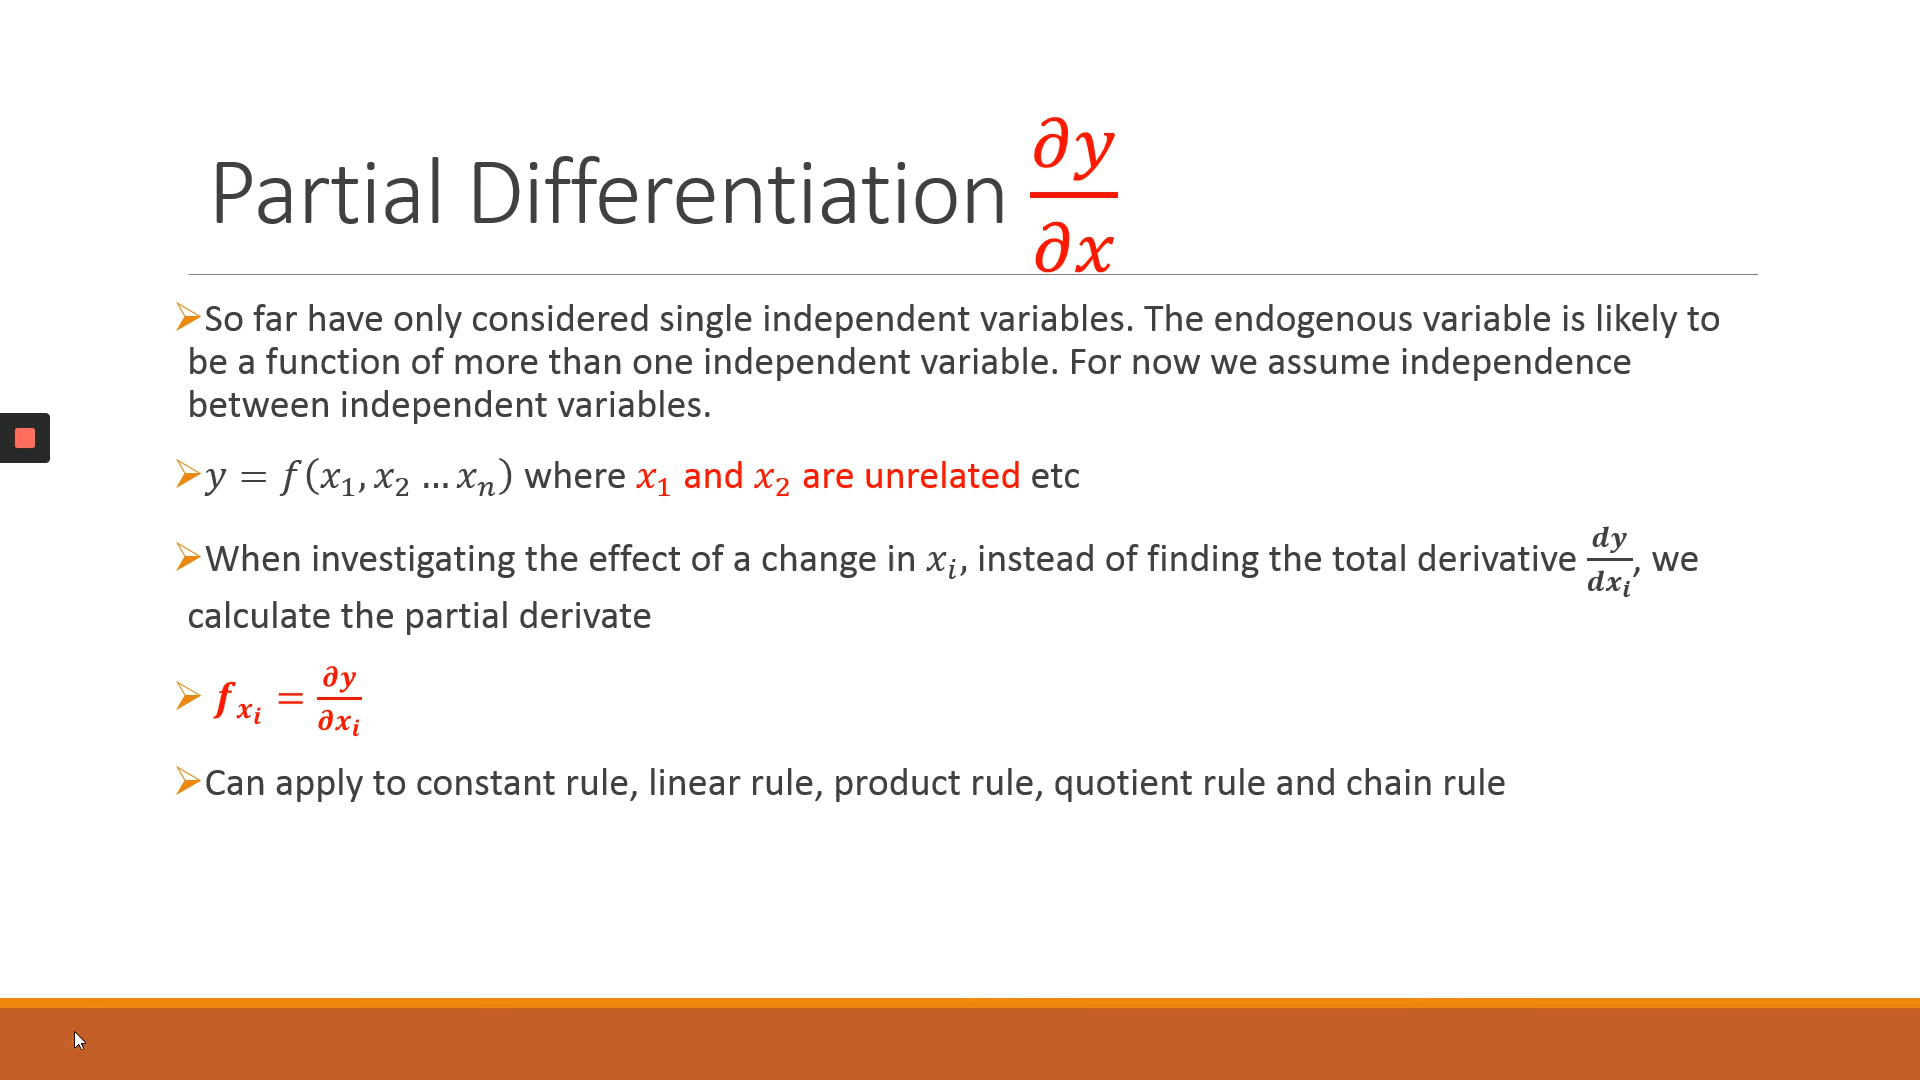 Partial Differentiation ∂y/∂x
➢So far have only considered single independent variables. The endogenous variable is likely to
be a function of more than one independent variable. For now we assume independence
between independent variables.
➢y = f(x₁, x₂ … xₙ) where x₁ and x₂ are unrelated etc
➢When investigating the effect of a change in xᵢ, instead of finding the total derivative dy/dxᵢ, we
calculate the partial derivate
➢ f_{xᵢ} = ∂y/∂xᵢ
➢Can apply to constant rule, linear rule, product rule, quotient rule and chain rule